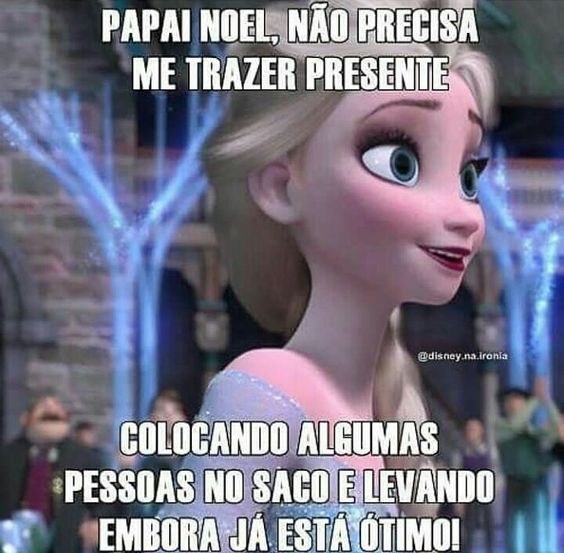 PAPAI NOEL, NÃO PRECISA
ME TRAZER PRESENTE
@disney.na.ironia
COLOCANDO ALGUMAS
PESSOAS NO SACO E LEVANDO
EMBORA JÁ ESTÁ ÓTIMO!